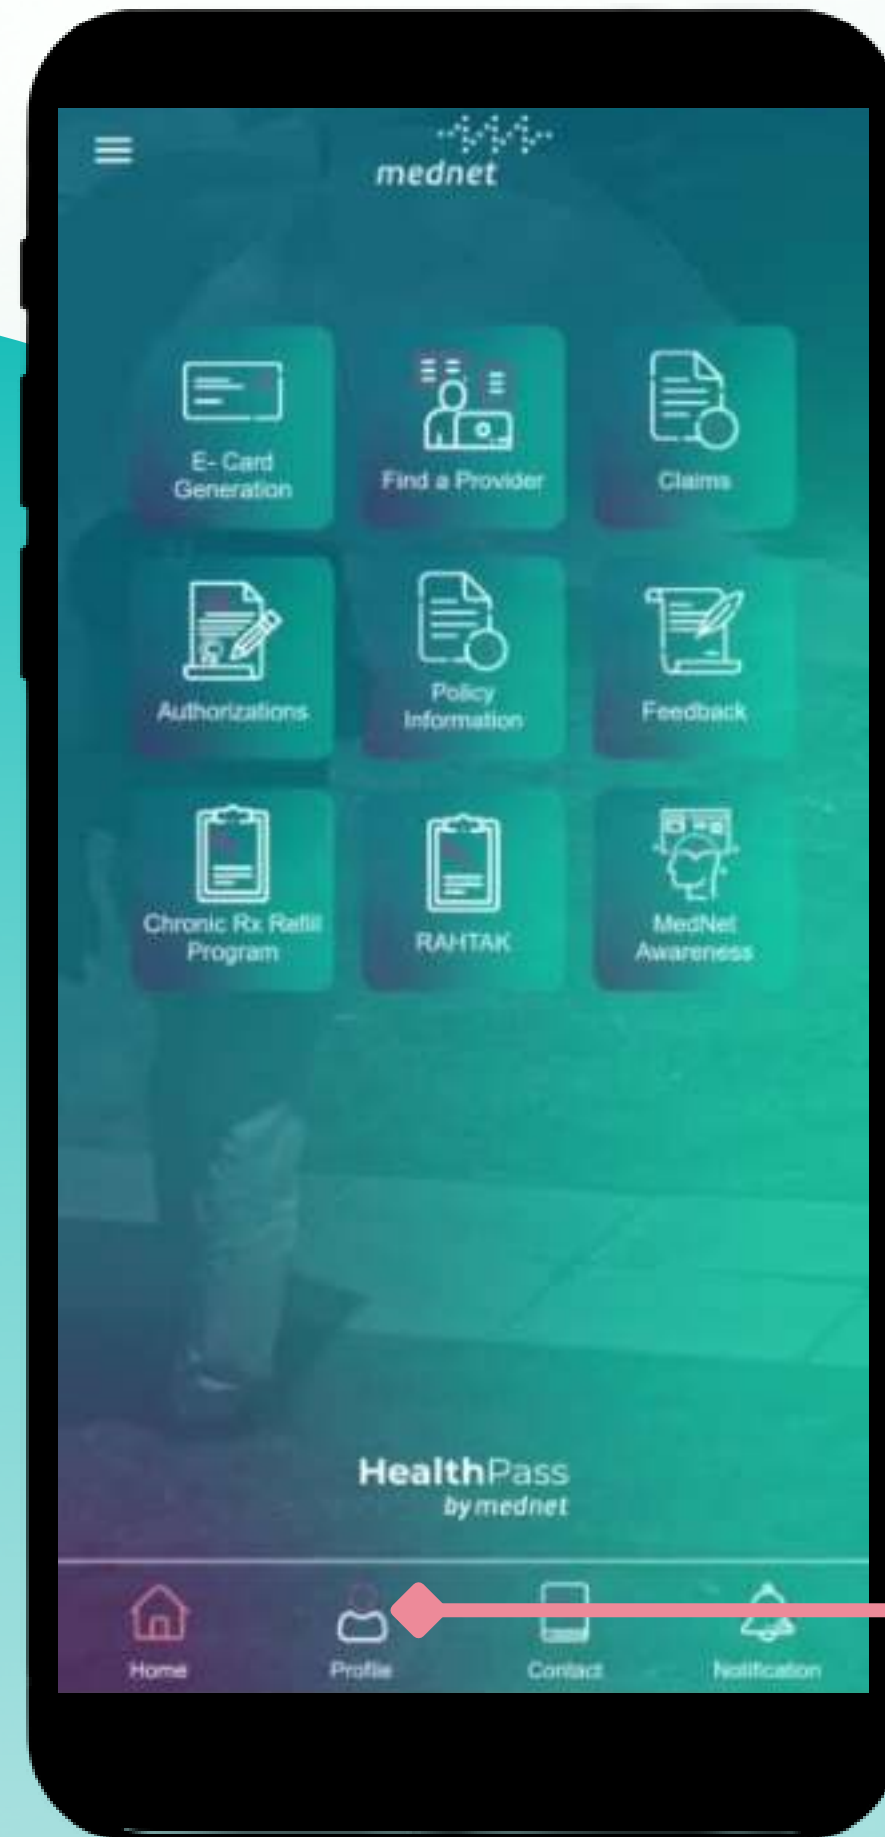 mednet
E- Card
Generation
Find a Provider
Claims
Authorizations
Policy
Information
Feedback
Chronic Rx Refill
Program
RAHTAK
MedNet
Awareness
HealthPass
by mednet
Home
Profile
Contact
Notification